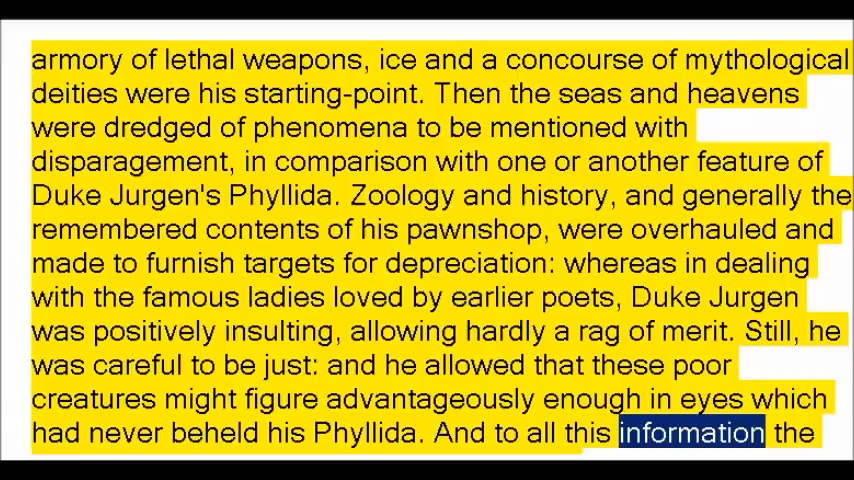 armory of lethal weapons, ice and a concourse of mythological
deities were his starting-point. Then the seas and heavens
were dredged of phenomena to be mentioned with
disparagement, in comparison with one or another feature of
Duke Jurgen's Phyllida. Zoology and history, and generally the
remembered contents of his pawnshop, were overhauled and
made to furnish targets for depreciation: whereas in dealing
with the famous ladies loved by earlier poets, Duke Jurgen
was positively insulting, allowing hardly a rag of merit. Still, he
was careful to be just: and he allowed that these poor
creatures might figure advantageously enough in eyes which
had never beheld his Phyllida. And to all this information the